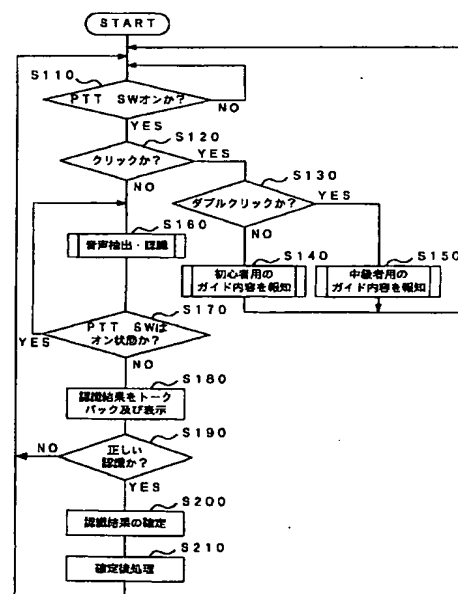 START
S110
PTT SWオンか?
NO
YES
S120
クリックか?
YES
NO
S130
ダブルクリックか?
YES
NO
S160
音声抽出・認識
S140
初心者用の
ガイド内容を報知
S150
中級者用の
ガイド内容を報知
S170
PTT SWは
オン状態か?
YES
NO
S180
認識結果をトーク
バック及び表示
S190
正しい
認識か?
NO
YES
S200
認識結果の確定
S210
確定後処理